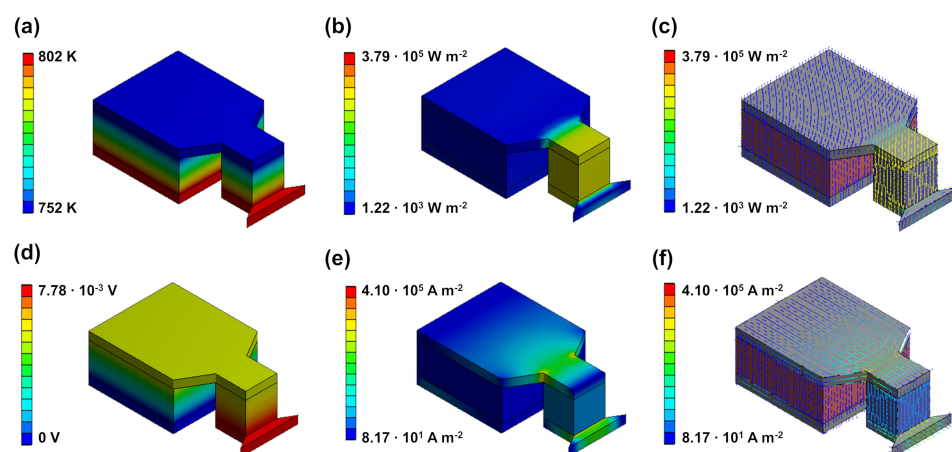 (a)
802 K
752 K
(b)
3.79 · 10⁵ W m⁻²
1.22 · 10³ W m⁻²
(c)
3.79 · 10⁵ W m⁻²
1.22 · 10³ W m⁻²
(d)
7.78 · 10⁻³ V
0 V
(e)
4.10 · 10⁵ A m⁻²
8.17 · 10¹ A m⁻²
(f)
4.10 · 10⁵ A m⁻²
8.17 · 10¹ A m⁻²